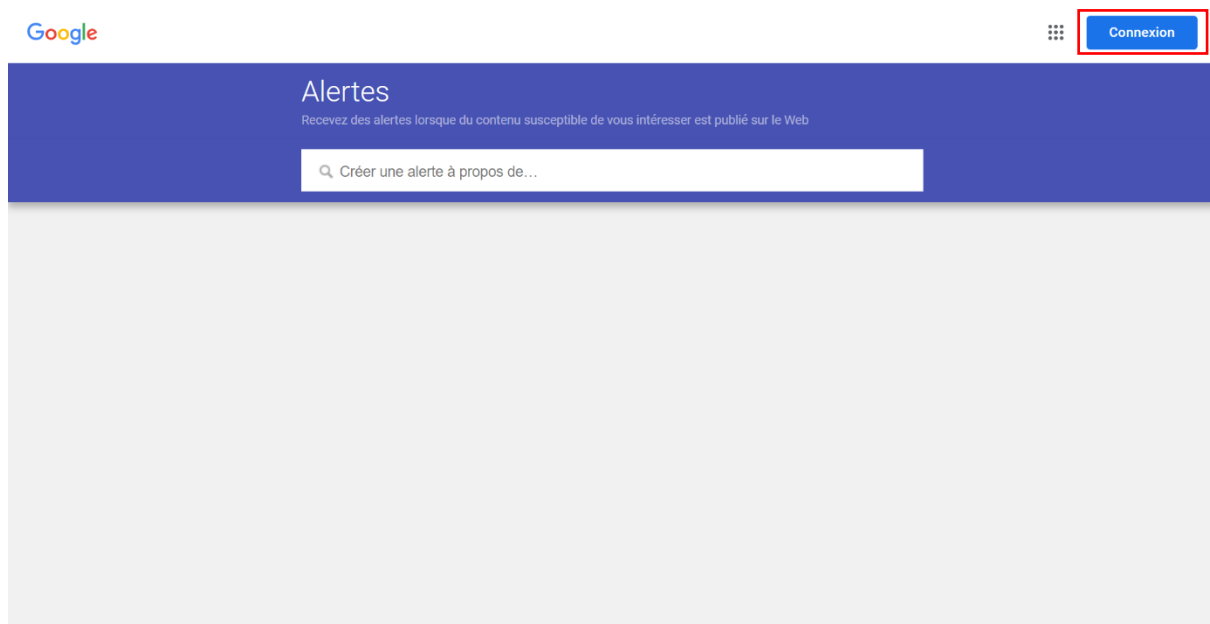 Google
Connexion
Alertes
Recevez des alertes lorsque du contenu susceptible de vous intéresser est publié sur le Web
Créer une alerte à propos de…